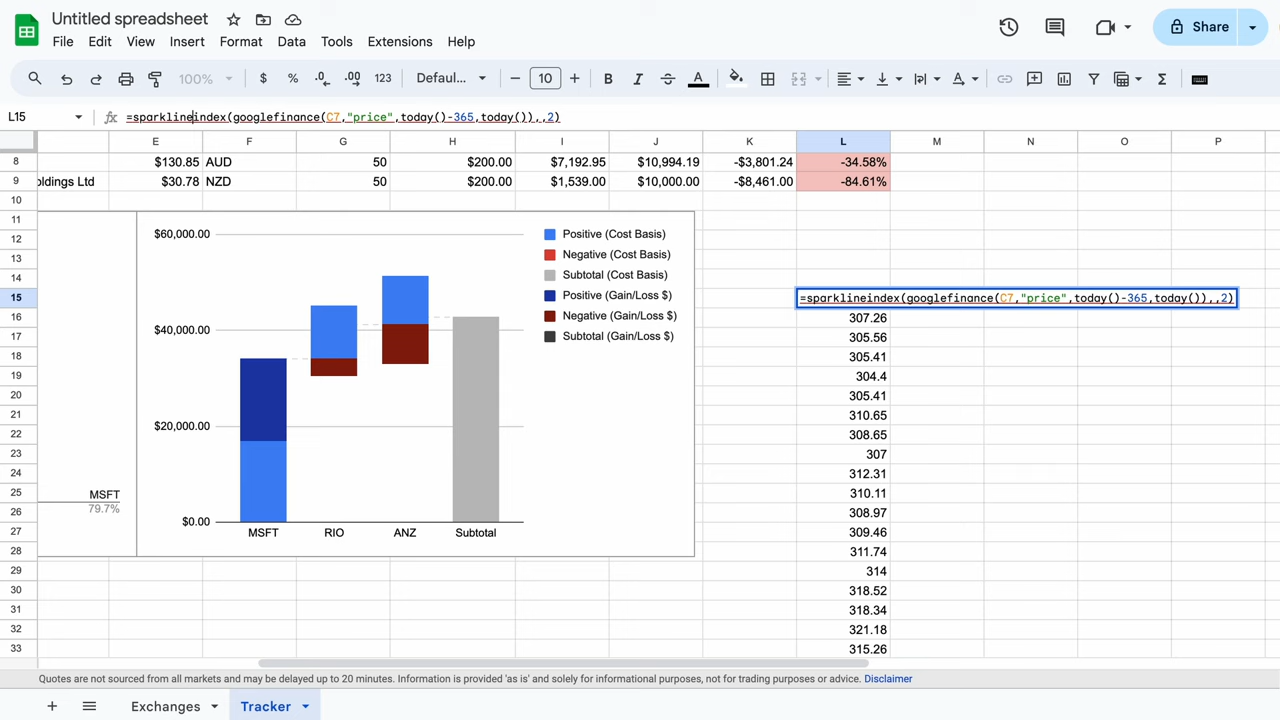 Untitled spreadsheet
File Edit View Insert Format Data Tools Extensions Help
Share
100% $ % .0 .00 123 Defaul... 10 B I A
L15 =sparklineindex(googlefinance(C7,"price",today()-365,today()),,2)
E F G H I J K L M N O P
8 $130.85 AUD 50 $200.00 $7,192.95 $10,994.19 -$3,801.24 -34.58%
9 oldings Ltd $30.78 NZD 50 $200.00 $1,539.00 $10,000.00 -$8,461.00 -84.61%
10
11
12
13
14
15 =sparklineindex(googlefinance(C7,"price",today()-365,today()),,2)
16 307.26
17 305.56
18 305.41
19 304.4
20 305.41
21 310.65
22 308.65
23 307
24 312.31
25 310.11
26 308.97
27 309.46
28 311.74
29 314
30 318.52
31 318.34
32 321.18
33 315.26
MSFT
79.7%
$60,000.00
$40,000.00
$20,000.00
$0.00
MSFT RIO ANZ Subtotal
Positive (Cost Basis)
Negative (Cost Basis)
Subtotal (Cost Basis)
Positive (Gain/Loss $)
Negative (Gain/Loss $)
Subtotal (Gain/Loss $)
Quotes are not sourced from all markets and may be delayed up to 20 minutes. Information is provided 'as is' and solely for informational purposes, not for trading purposes or advice. Disclaimer
Exchanges Tracker